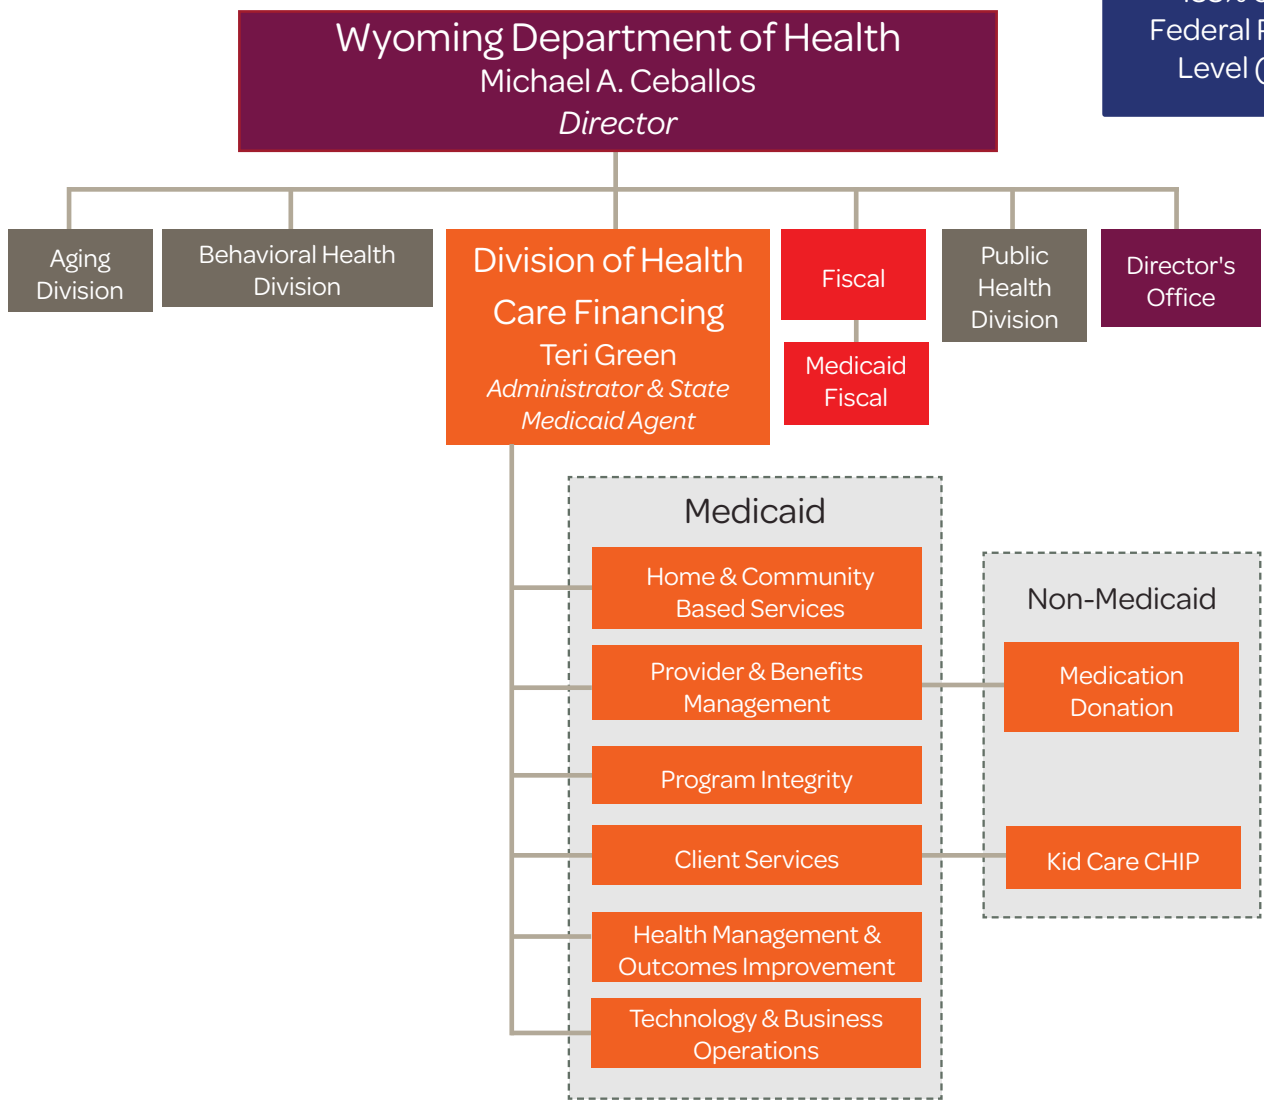 Wyoming Department of Health
Michael A. Ceballos
Director
Federal
Level
Aging
Division
Behavioral Health
Division
Division of Health
Care Financing
Teri Green
Administrator & State
Medicaid Agent
Fiscal
Medicaid
Fiscal
Public
Health
Division
Director's
Office
Medicaid
Home & Community
Based Services
Provider & Benefits
Management
Program Integrity
Client Services
Health Management &
Outcomes Improvement
Technology & Business
Operations
Non-Medicaid
Medication
Donation
Kid Care CHIP